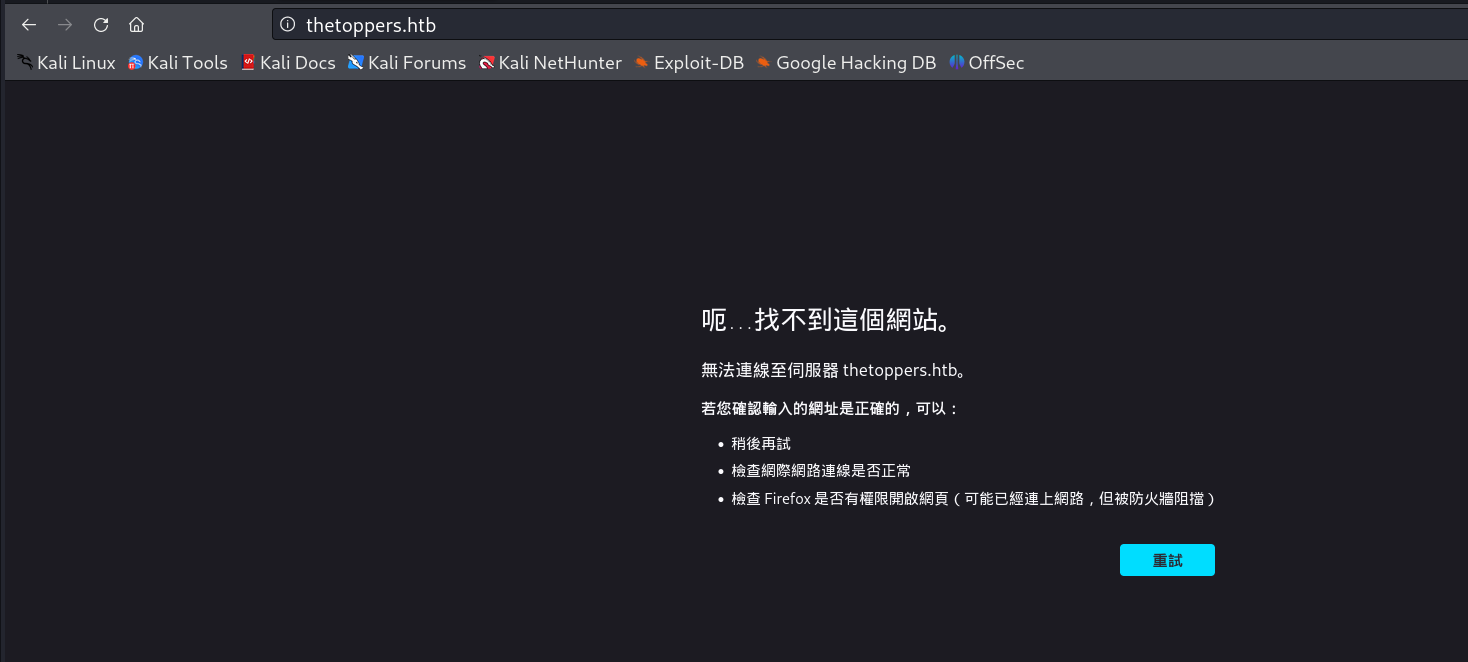 thetoppers.htb
Kali Linux Kali Tools Kali Docs Kali Forums Kali NetHunter Exploit-DB Google Hacking DB OffSec
呃…找不到這個網站。
無法連線至伺服器 thetoppers.htb。
若您確認輸入的網址是正確的，可以：
• 稍後再試
• 檢查網際網路連線是否正常
• 檢查 Firefox 是否有權限開啟網頁（可能已經連上網路，但被防火牆阻擋）
重試